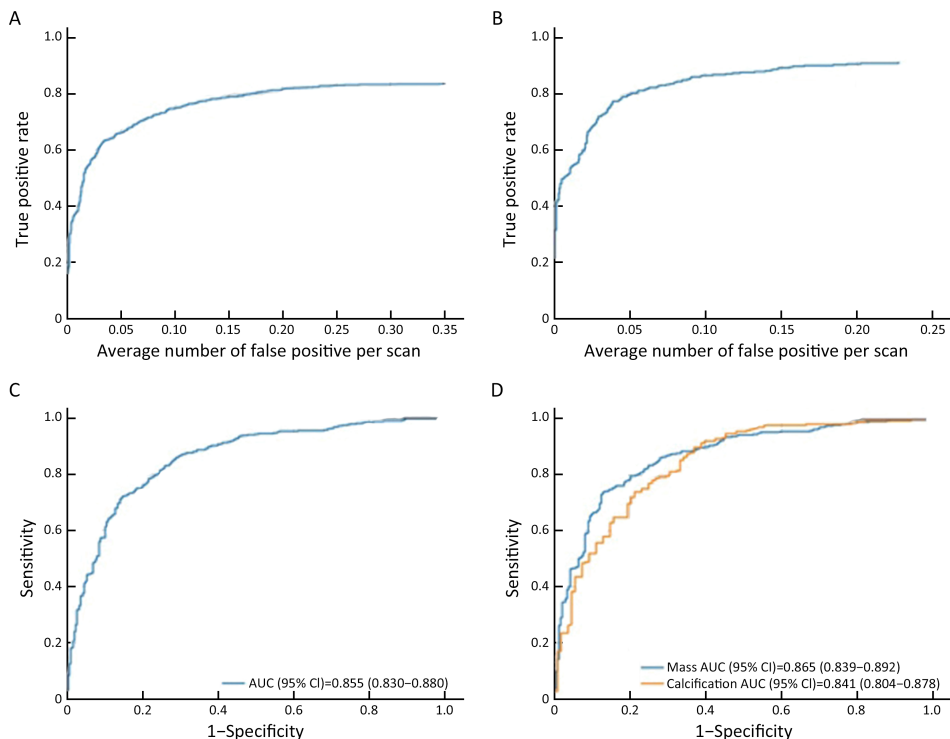 A
1.0
0.8
0.6
0.4
0.2
0
True positive rate
0 0.05 0.10 0.15 0.20 0.25 0.30 0.35
Average number of false positive per scan
B
1.0
0.8
0.6
0.4
0.2
0
True positive rate
0 0.05 0.10 0.15 0.20 0.25
Average number of false positive per scan
C
1.0
0.8
0.6
0.4
0.2
0
Sensitivity
AUC (95% CI)=0.855 (0.830−0.880)
0 0.2 0.4 0.6 0.8 1.0
1−Specificity
D
1.0
0.8
0.6
0.4
0.2
0
Sensitivity
Mass AUC (95% CI)=0.865 (0.839−0.892)
Calcification AUC (95% CI)=0.841 (0.804−0.878)
0 0.2 0.4 0.6 0.8 1.0
1−Specificity